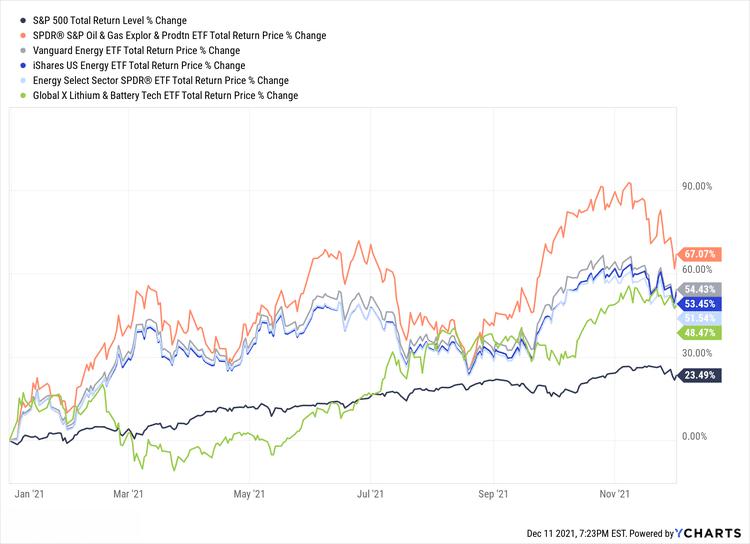 S&P 500 Total Return Level % Change
SPDR® S&P Oil & Gas Explor & Prodtn ETF Total Return Price % Change
Vanguard Energy ETF Total Return Price % Change
iShares US Energy ETF Total Return Price % Change
Energy Select Sector SPDR® ETF Total Return Price % Change
Global X Lithium & Battery Tech ETF Total Return Price % Change
90.00%
67.07%
60.00%
54.43%
53.45%
51.54%
48.47%
30.00%
23.49%
0.00%
Jan '21 Mar '21 May '21 Jul '21 Sep '21 Nov '21
Dec 11 2021, 7:23PM EST. Powered by YCHARTS